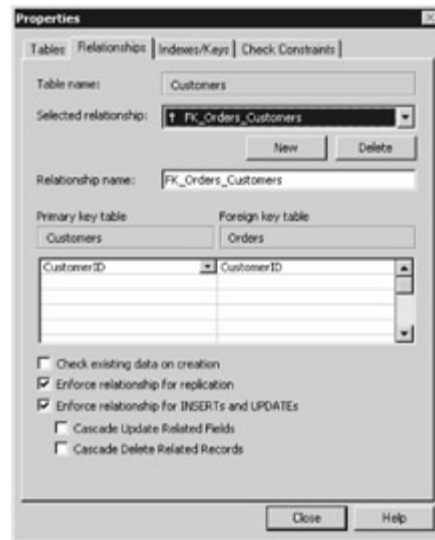 Properties
Tables Relationships Indexes/Keys Check Constraints
Table name: Customers
Selected relationship: FK_Orders_Customers
New Delete
Relationship name: FK_Orders_Customers
Primary key table Foreign key table
Customers Orders
CustomerID CustomerID
Check existing data on creation
Enforce relationship for replication
Enforce relationship for INSERTs and UPDATEs
Cascade Update Related Fields
Cascade Delete Related Records
Close Help